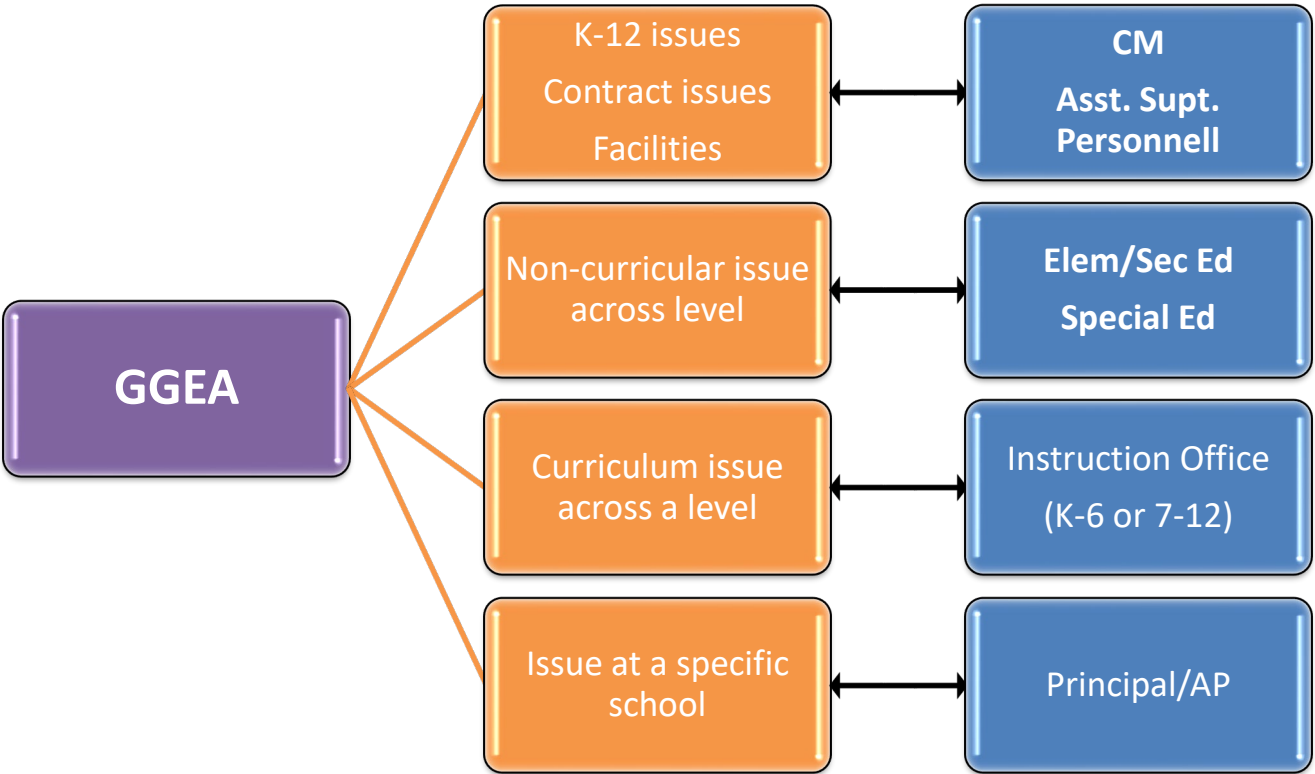 GGEA
K-12 issues
Contract issues
Facilities
CM
Asst. Supt.
Personnell
Non-curricular issue
across level
Elem/Sec Ed
Special Ed
Curriculum issue
across a level
Instruction Office
(K-6 or 7-12)
Issue at a specific
school
Principal/AP